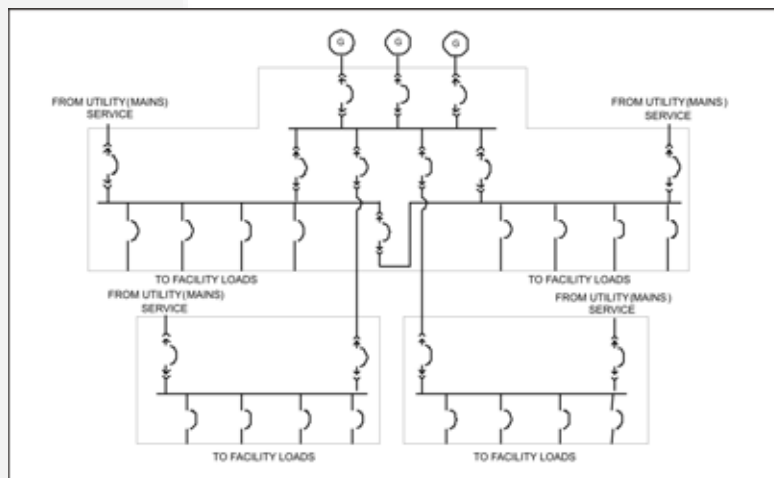 G G G
FROM UTILITY(MAINS)
SERVICE
FROM UTILITY(MAINS)
SERVICE
TO FACILITY LOADS
TO FACILITY LOADS
FROM UTILITY(MAINS)
SERVICE
FROM UTILITY(MAINS)
SERVICE
TO FACILITY LOADS
TO FACILITY LOADS